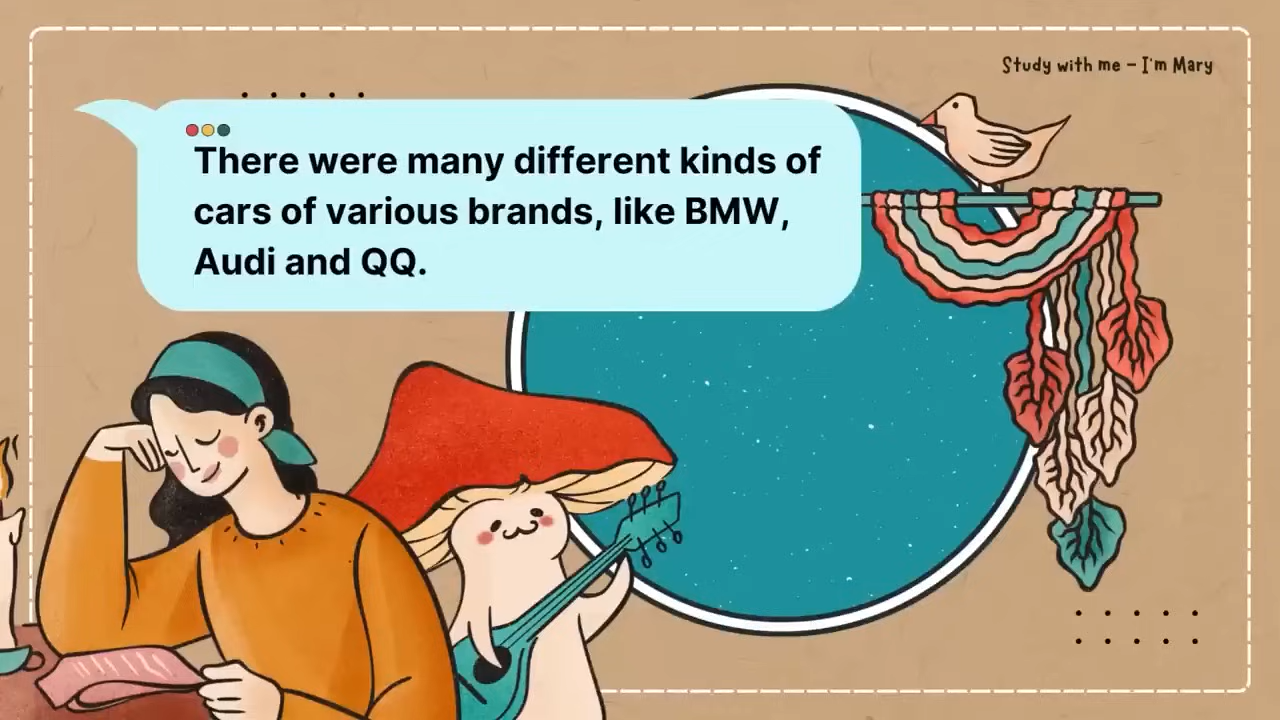 Study with me - I'm Mary
There were many different kinds of
cars of various brands, like BMW,
Audi and QQ.